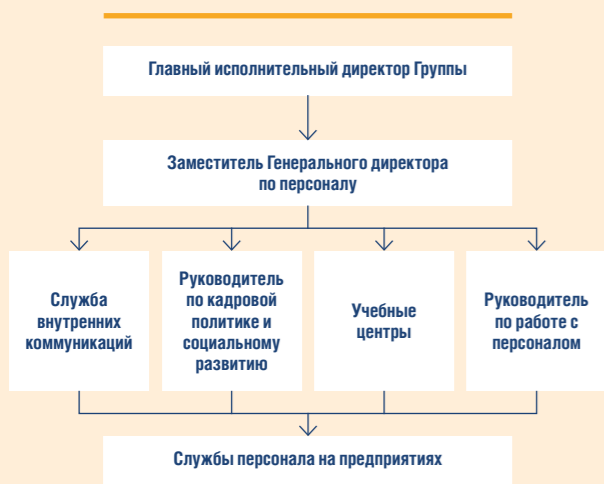 Главный исполнительный директор Группы
Заместитель Генерального директора
по персоналу
Служба
внутренних
коммуникаций
Руководитель
по кадровой
политике и
социальному
развитию
Учебные
центры
Руководитель
по работе с
персоналом
Службы персонала на предприятиях